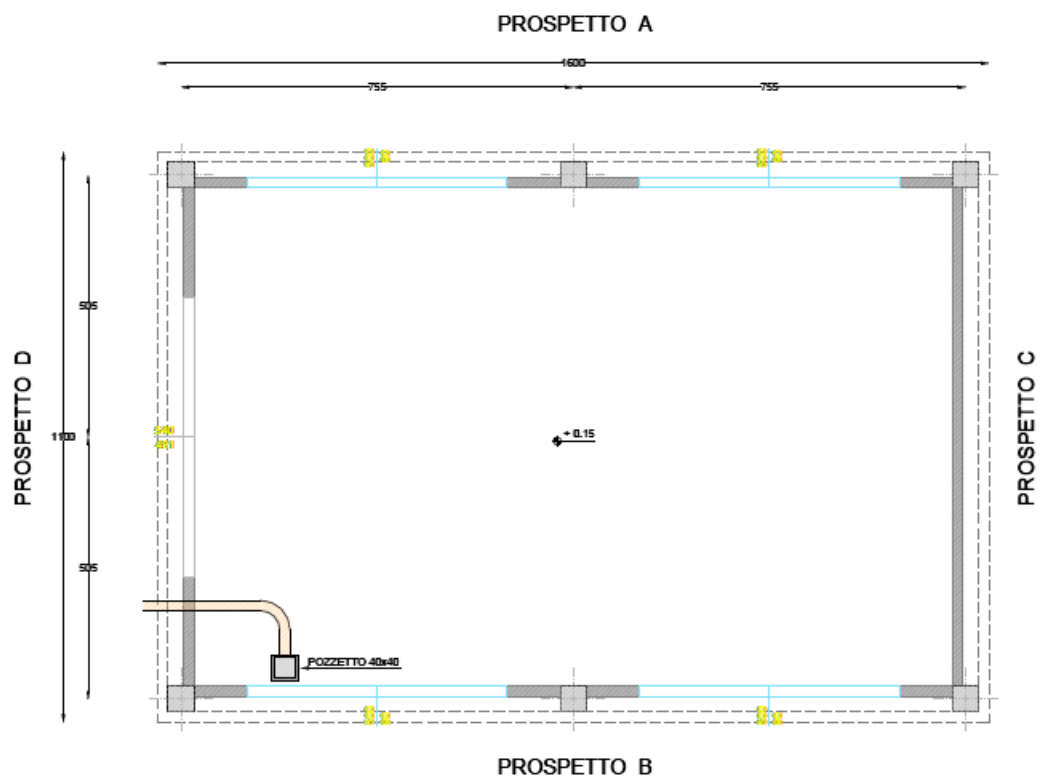 PROSPETTO A
1600
755
755
505
PROSPETTO D
1100
+ 0.15
PROSPETTO C
505
POZZETTO 40x40
PROSPETTO B